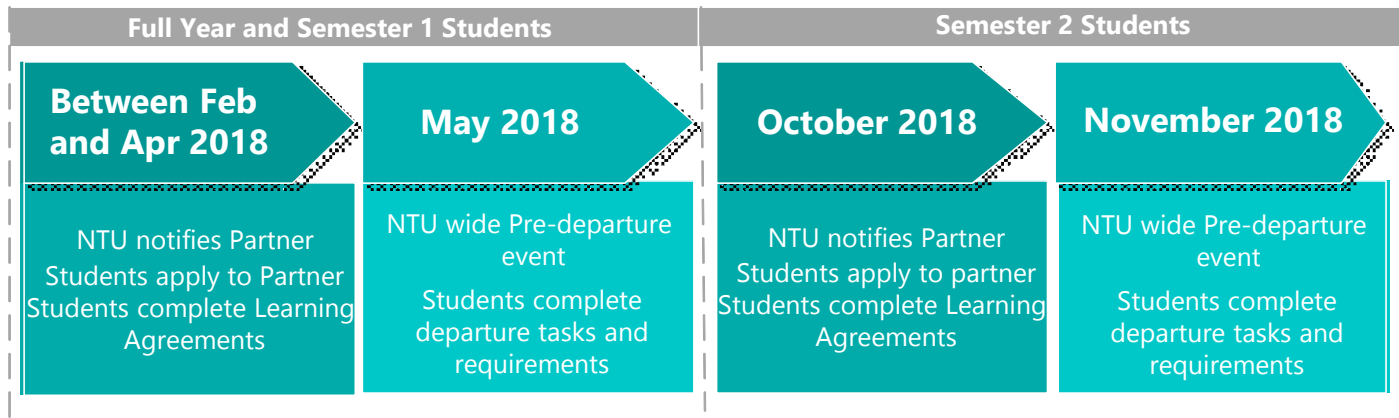 Full Year and Semester 1 Students
Semester 2 Students
Between Feb
and Apr 2018
May 2018
October 2018
November 2018
NTU notifies Partner
Students apply to Partner
Students complete Learning
Agreements
NTU wide Pre-departure
event
Students complete
departure tasks and
requirements
NTU notifies Partner
Students apply to partner
Students complete Learning
Agreements
NTU wide Pre-departure
event
Students complete
departure tasks and
requirements